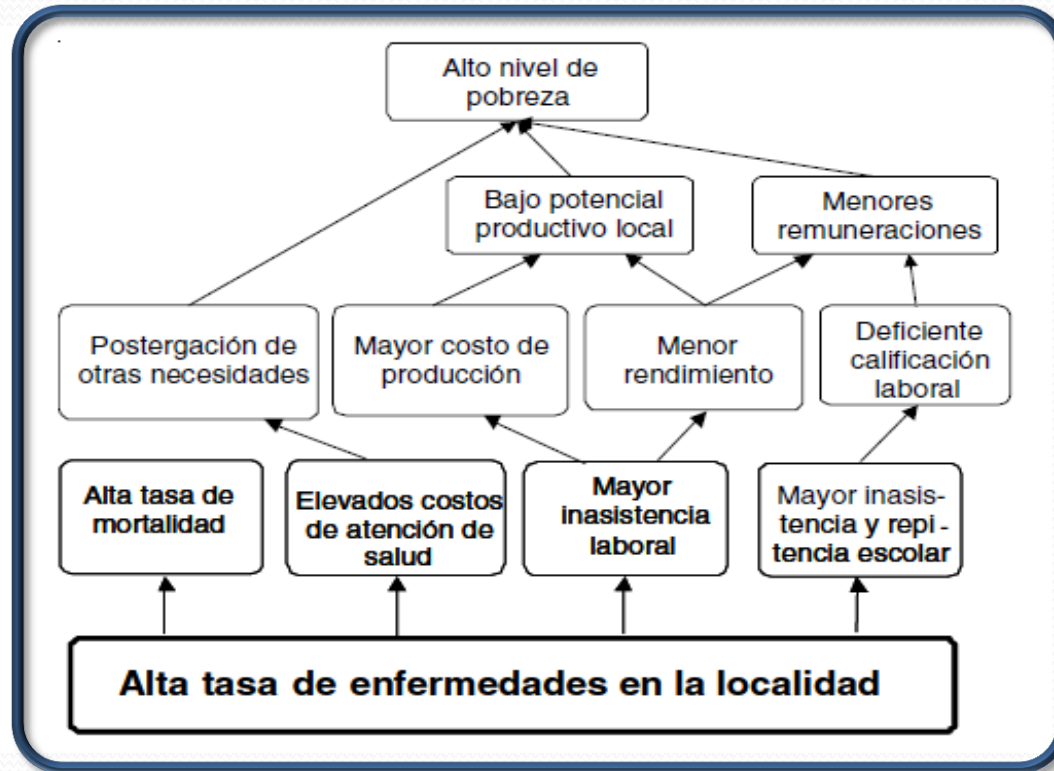 Alto nivel de
pobreza
Bajo potencial
productivo local
Menores
remuneraciones
Postergación de
otras necesidades
Mayor costo de
producción
Menor
rendimiento
Deficiente
calificación
laboral
Alta tasa de
mortalidad
Elevados costos
de atención de
salud
Mayor
inasistencia
laboral
Mayor inasis-
tencia y repi-
tencia escolar
Alta tasa de enfermedades en la localidad